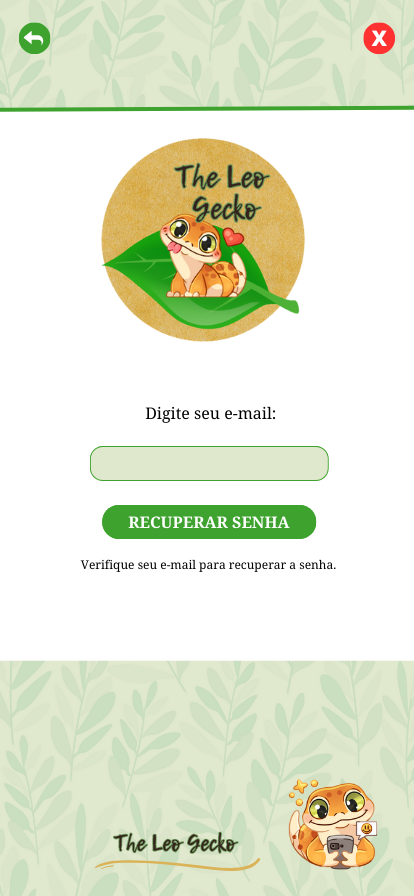 X
The Leo
Gecko
Digite seu e-mail:
RECUPERAR SENHA
Verifique seu e-mail para recuperar a senha.
The Leo Gecko